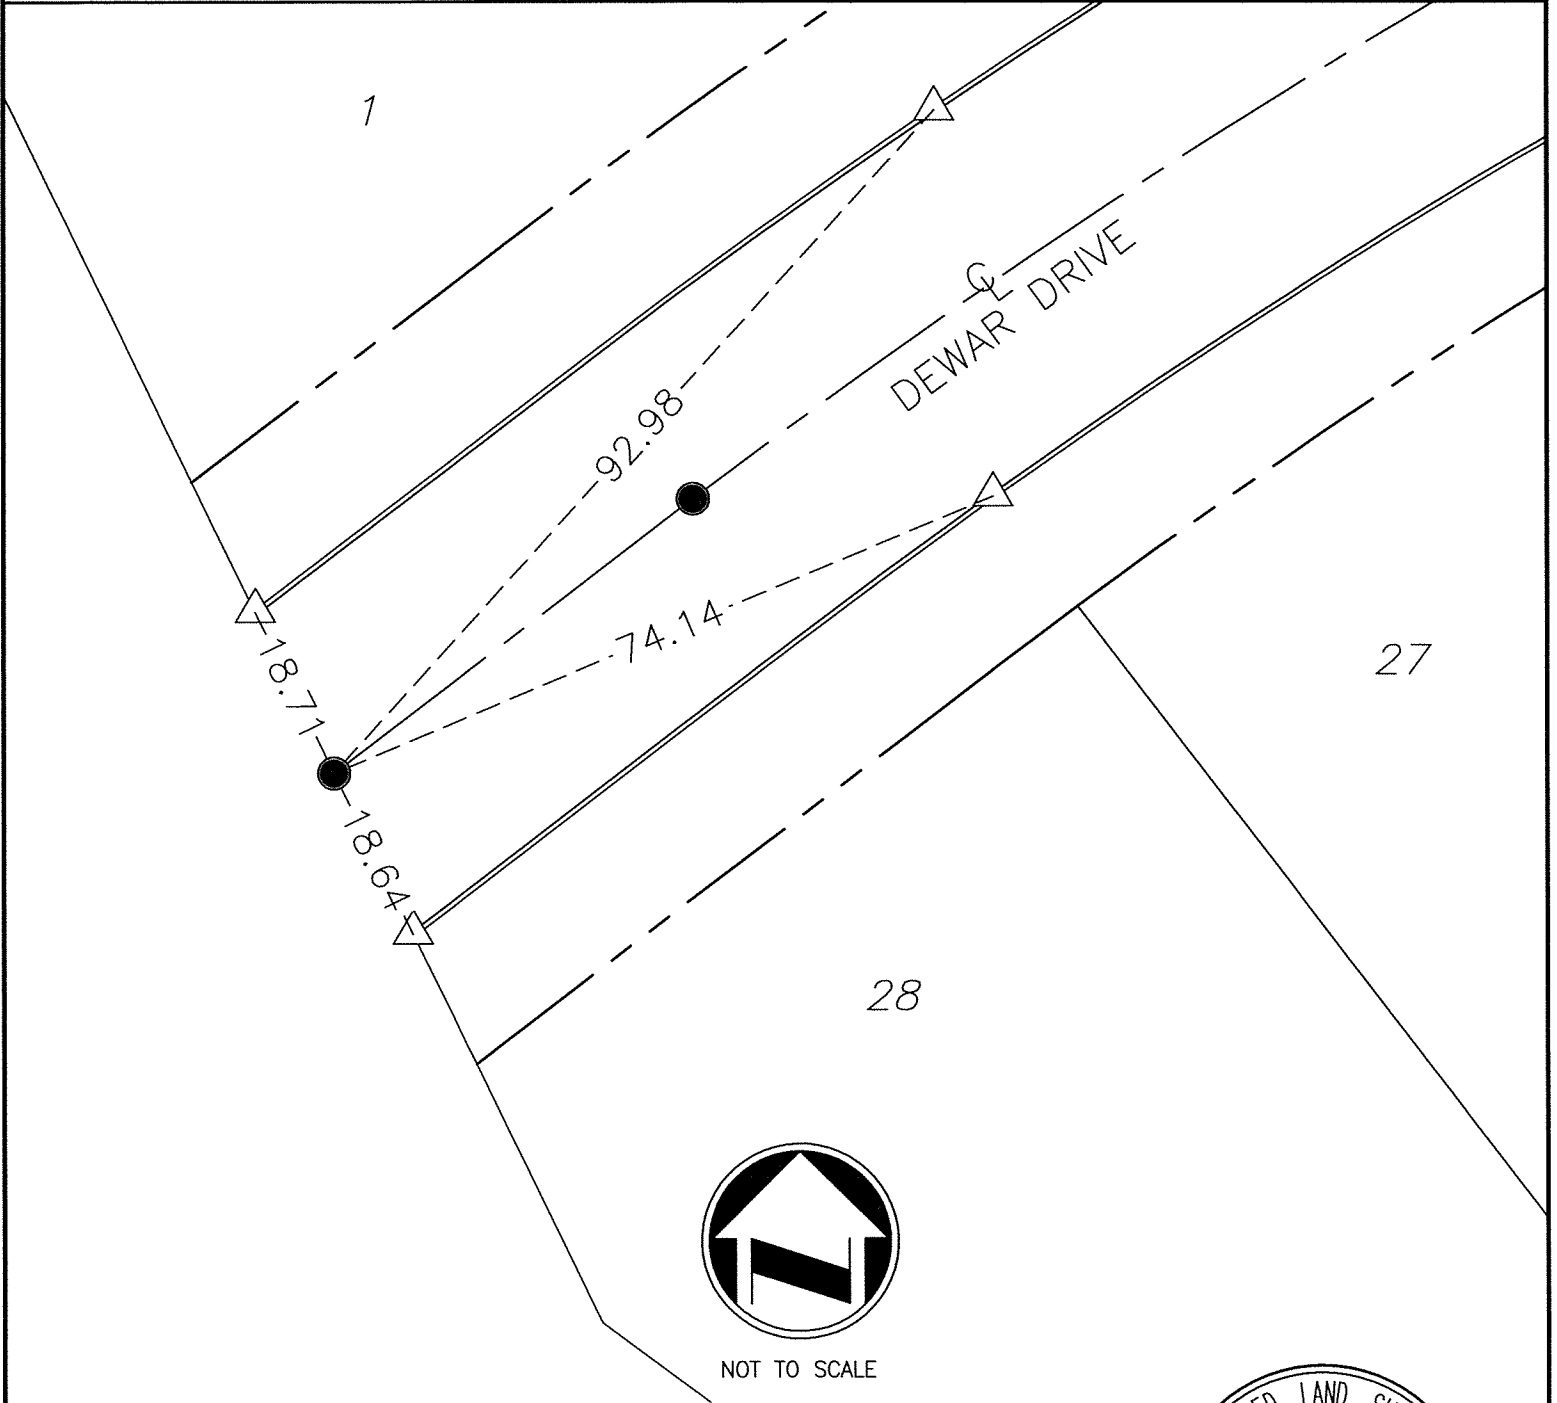 1
℄
DEWAR DRIVE
92.98
74.14
27
18.71
18.64
28
NOT TO SCALE
LAND